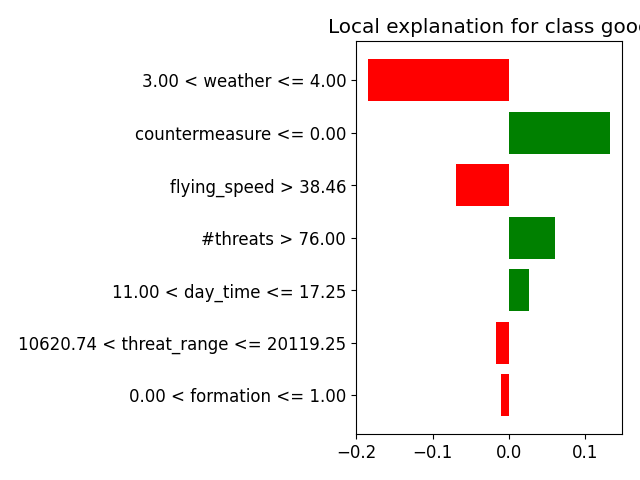 Local explanation for class good
3.00 < weather <= 4.00
countermeasure <= 0.00
flying_speed > 38.46
#threats > 76.00
11.00 < day_time <= 17.25
10620.74 < threat_range <= 20119.25
0.00 < formation <= 1.00
−0.2 −0.1 0.0 0.1